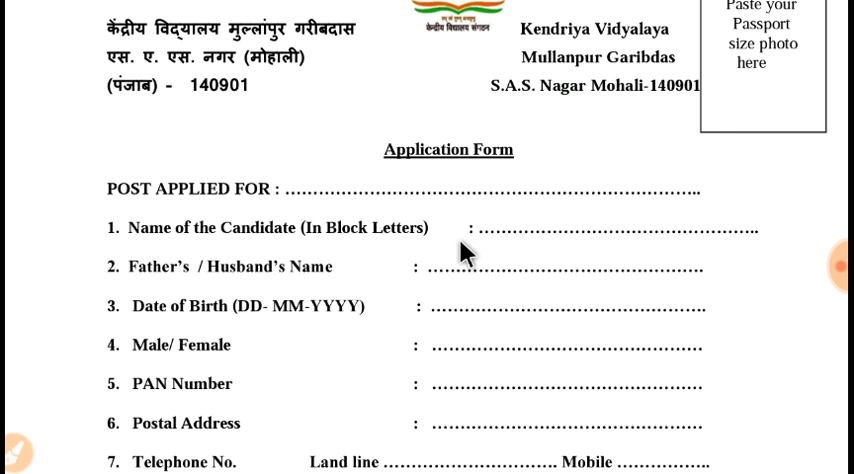 केंद्रीय विद्यालय मुल्लांपुर गरीबदास
एस. ए. एस. नगर (मोहाली)
(पंजाब) - 140901
केन्द्रीय विद्यालय संगठन
Kendriya Vidyalaya
Mullanpur Garibdas
S.A.S. Nagar Mohali-140901
Paste your
Passport
size photo
here
Application Form
POST APPLIED FOR : ……………………………………………………………..
1. Name of the Candidate (In Block Letters) : …………………………………………..
2. Father’s / Husband’s Name : ………………………………………….
3. Date of Birth (DD- MM-YYYY) : ………………………………………….
4. Male/ Female : …………………………………………
5. PAN Number : …………………………………………
6. Postal Address : …………………………………………
7. Telephone No. Land line …………………………. Mobile ……………..